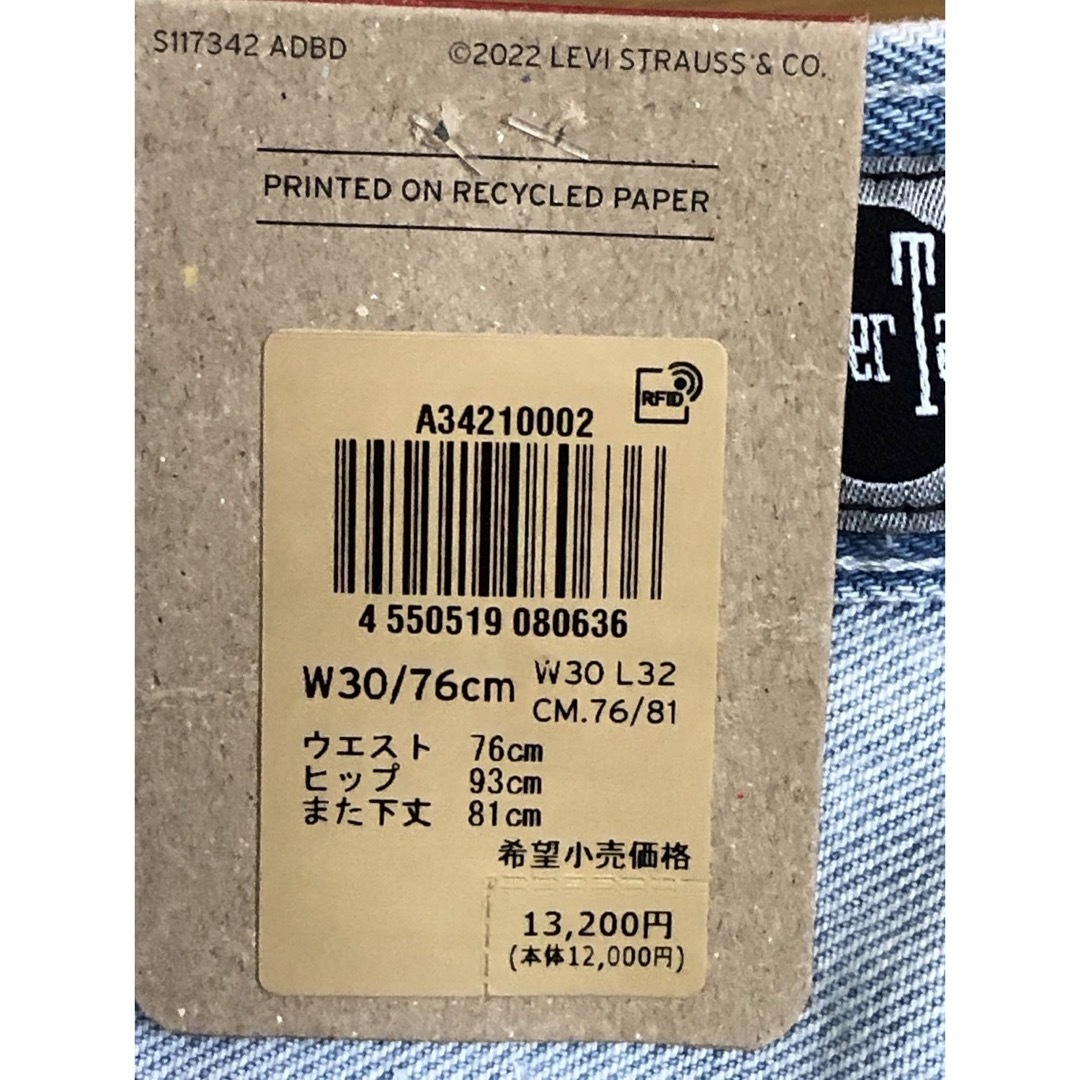 S117342 ADBD
©2022 LEVI STRAUSS & CO.
PRINTED ON RECYCLED PAPER
RFID
A34210002
4 550519 080636
W30/76cm
W30 L32
CM.76/81
ウエスト 76cm
ヒップ 93cm
また下丈 81cm
希望小売価格
13,200円
(本体12,000円)